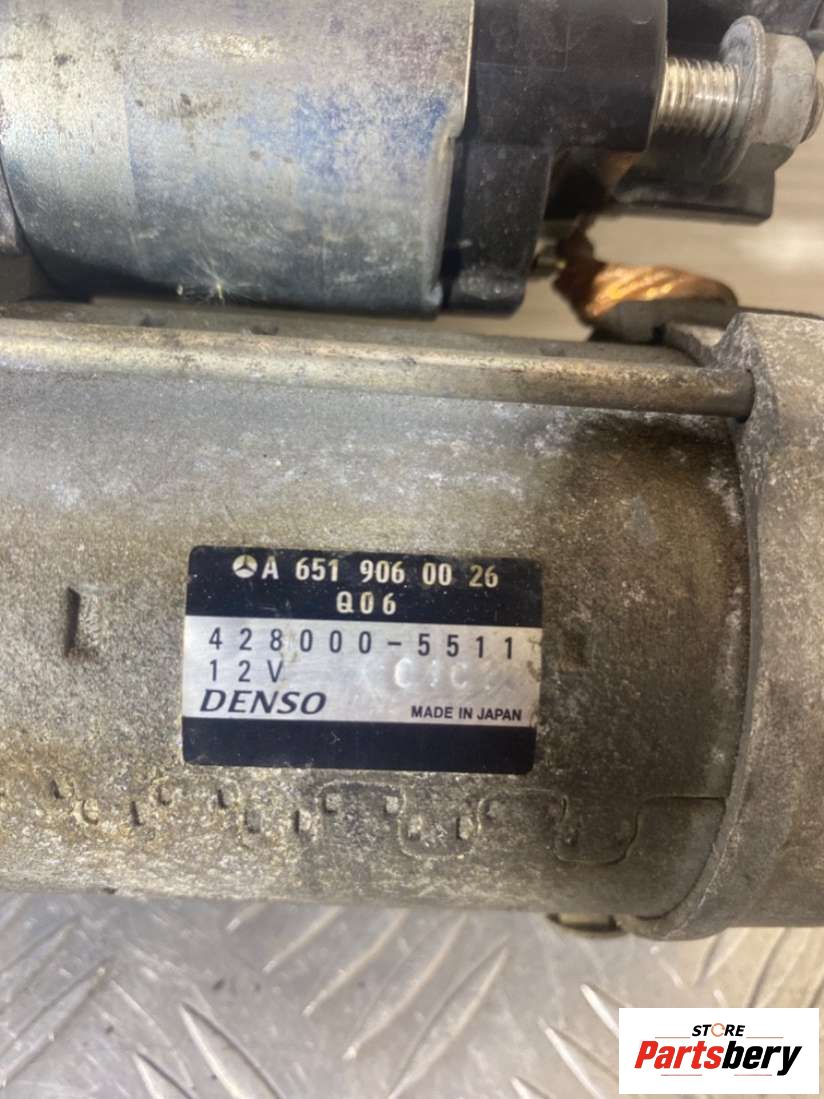 A 651 906 00 26
Q06
428000-5511
12V
DENSO MADE IN JAPAN
STORE
Partsbery